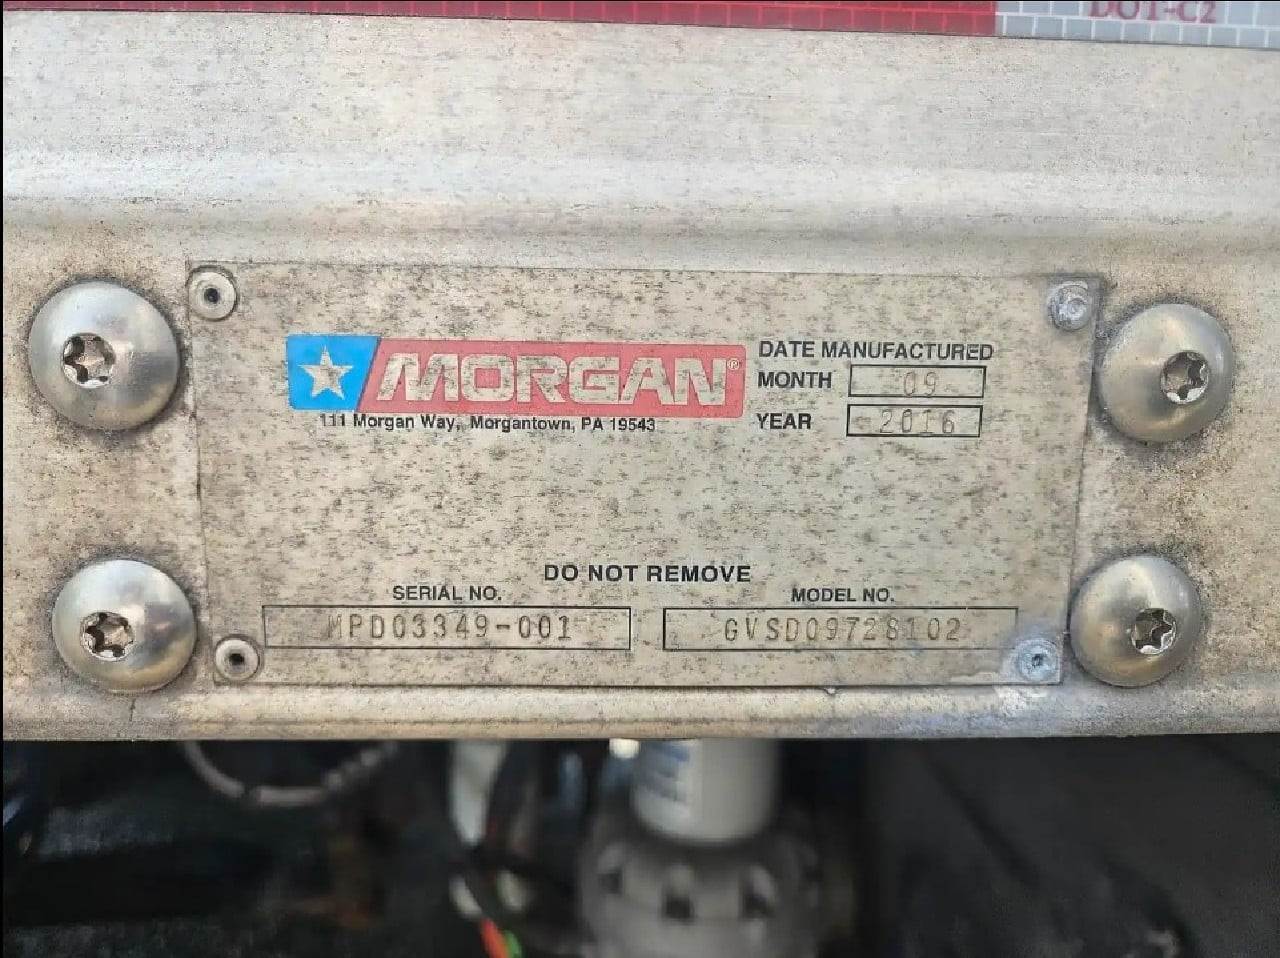 DOT-C2
MORGAN®
111 Morgan Way, Morgantown, PA 19543
DATE MANUFACTURED
MONTH 09
YEAR 2016
DO NOT REMOVE
SERIAL NO. MPD03349-001
MODEL NO. GVSD09728102